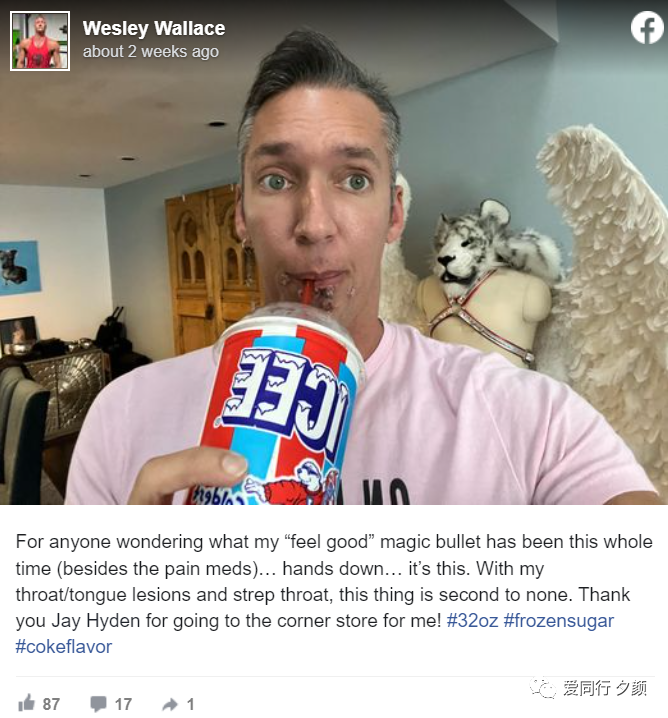 Wesley Wallace
about 2 weeks ago
ICEE
For anyone wondering what my “feel good” magic bullet has been this whole
time (besides the pain meds)… hands down… it’s this. With my
throat/tongue lesions and strep throat, this thing is second to none. Thank
you Jay Hyden for going to the corner store for me! #32oz #frozensugar
#cokeflavor
87
17
1
爱同行 夕颜